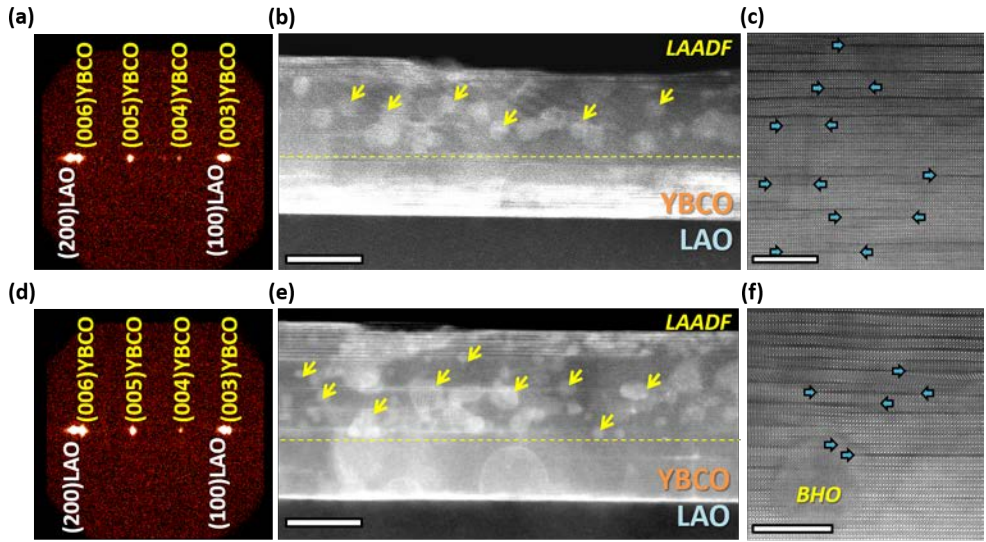 (a)
(200)LAO
(006)YBCO
(005)YBCO
(004)YBCO
(003)YBCO
(100)LAO
(b)
LAADF
YBCO
LAO
(c)
(d)
(200)LAO
(006)YBCO
(005)YBCO
(004)YBCO
(003)YBCO
(100)LAO
(e)
LAADF
YBCO
LAO
(f)
BHO